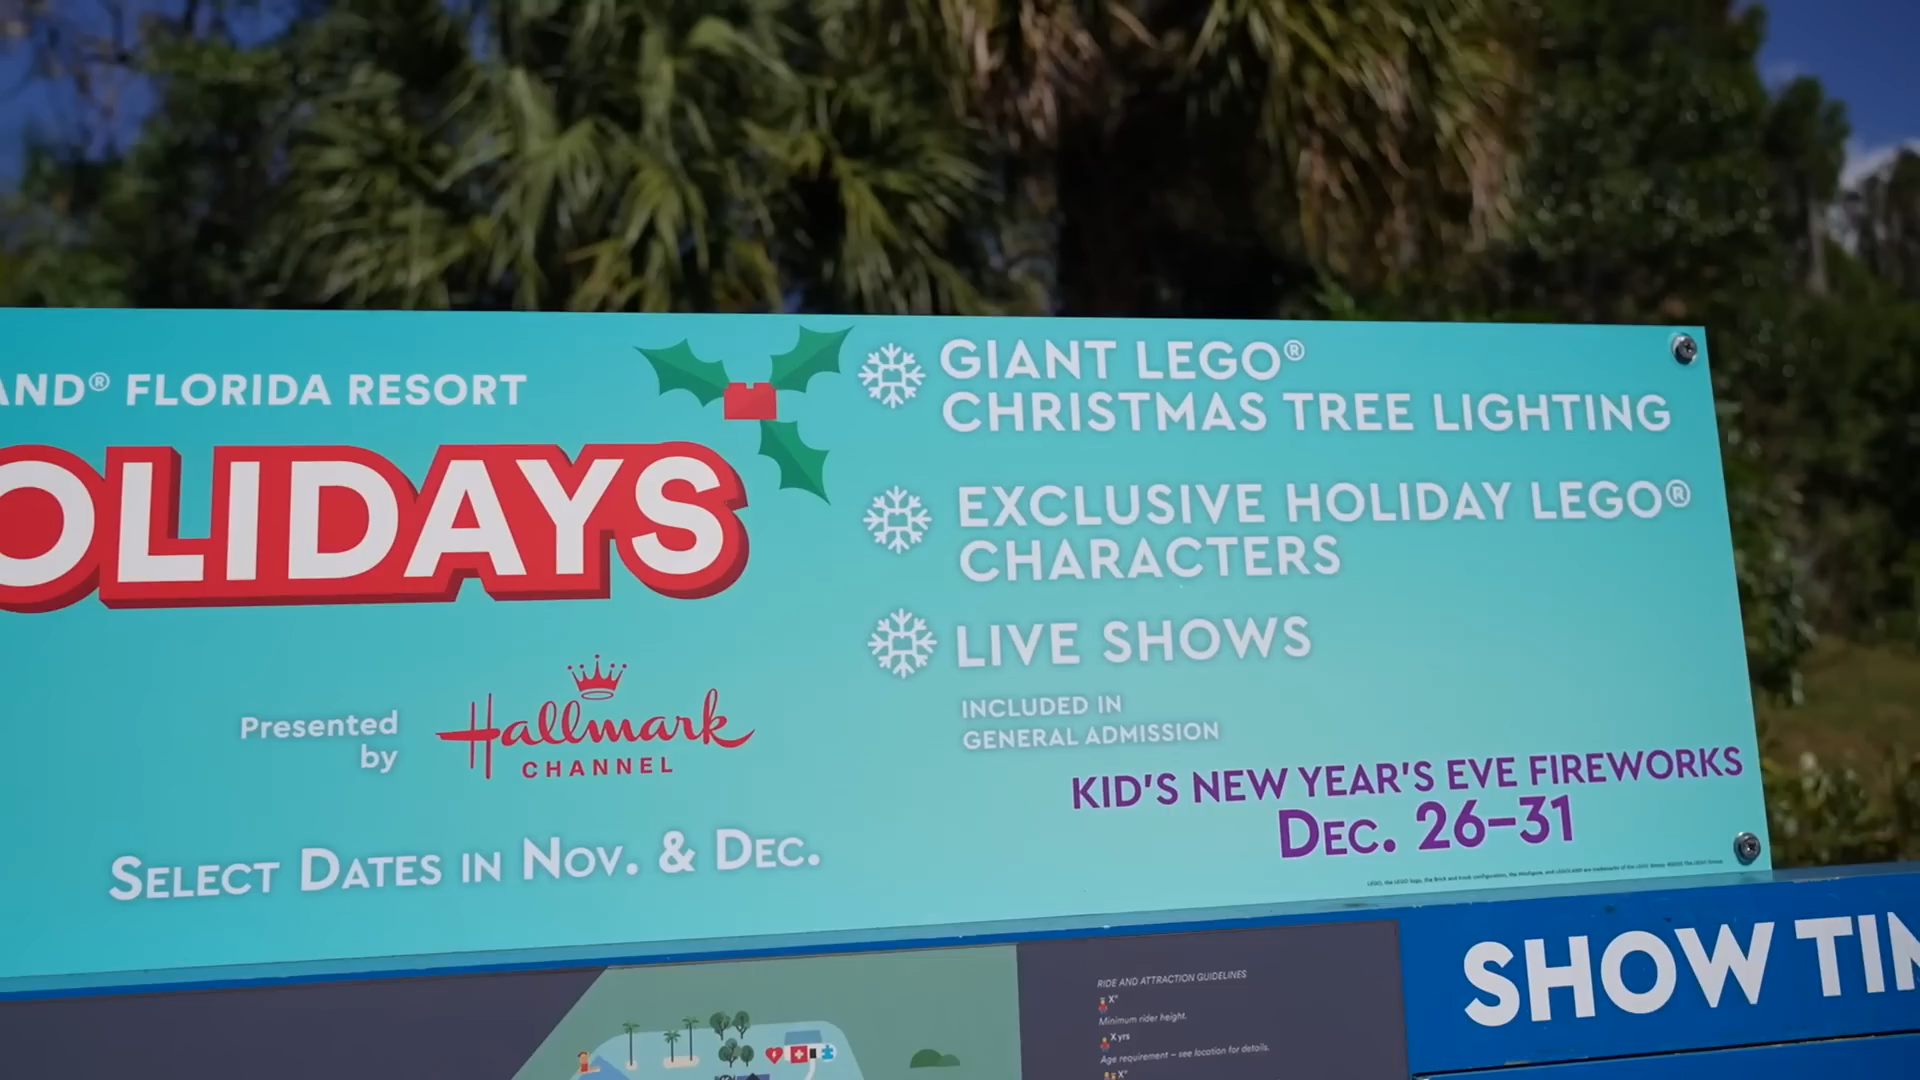 AND® FLORIDA RESORT
OLIDAYS
Presented
by
Hallmark
CHANNEL
SELECT DATES IN NOV. & DEC.
GIANT LEGO®
CHRISTMAS TREE LIGHTING
EXCLUSIVE HOLIDAY LEGO®
CHARACTERS
LIVE SHOWS
INCLUDED IN
GENERAL ADMISSION
KID'S NEW YEAR'S EVE FIREWORKS
DEC. 26–31
SHOW TIM
RIDE AND ATTRACTION GUIDELINES
X"
Minimum rider height.
X yrs
Age requirement – see location for details.
X"